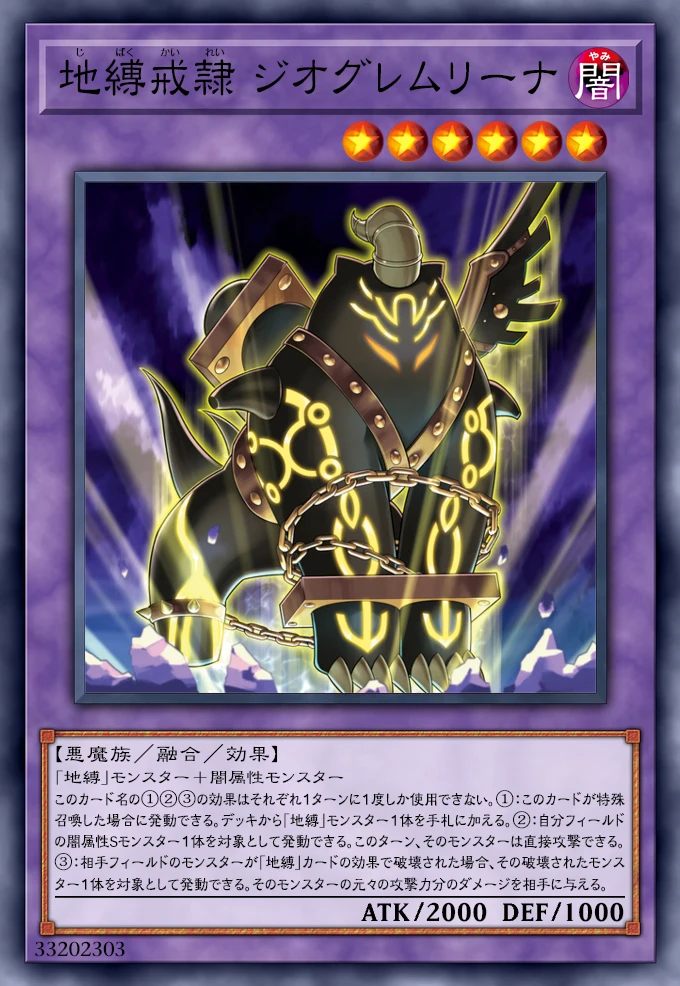 じ ばく かい れい
地縛戒隷 ジオグレムリーナ
やみ
闇
【悪魔族／融合／効果】
「地縛」モンスター＋闇属性モンスター
このカード名の①②③の効果はそれぞれ1ターンに1度しか使用できない。①：このカードが特殊
召喚した場合に発動できる。デッキから「地縛」モンスター1体を手札に加える。②：自分フィールド
の闇属性Sモンスター1体を対象として発動できる。このターン、そのモンスターは直接攻撃できる。
③：相手フィールドのモンスターが「地縛」カードの効果で破壊された場合、その破壊されたモンス
ター1体を対象として発動できる。そのモンスターの元々の攻撃力分のダメージを相手に与える。
ATK/2000 DEF/1000
33202303